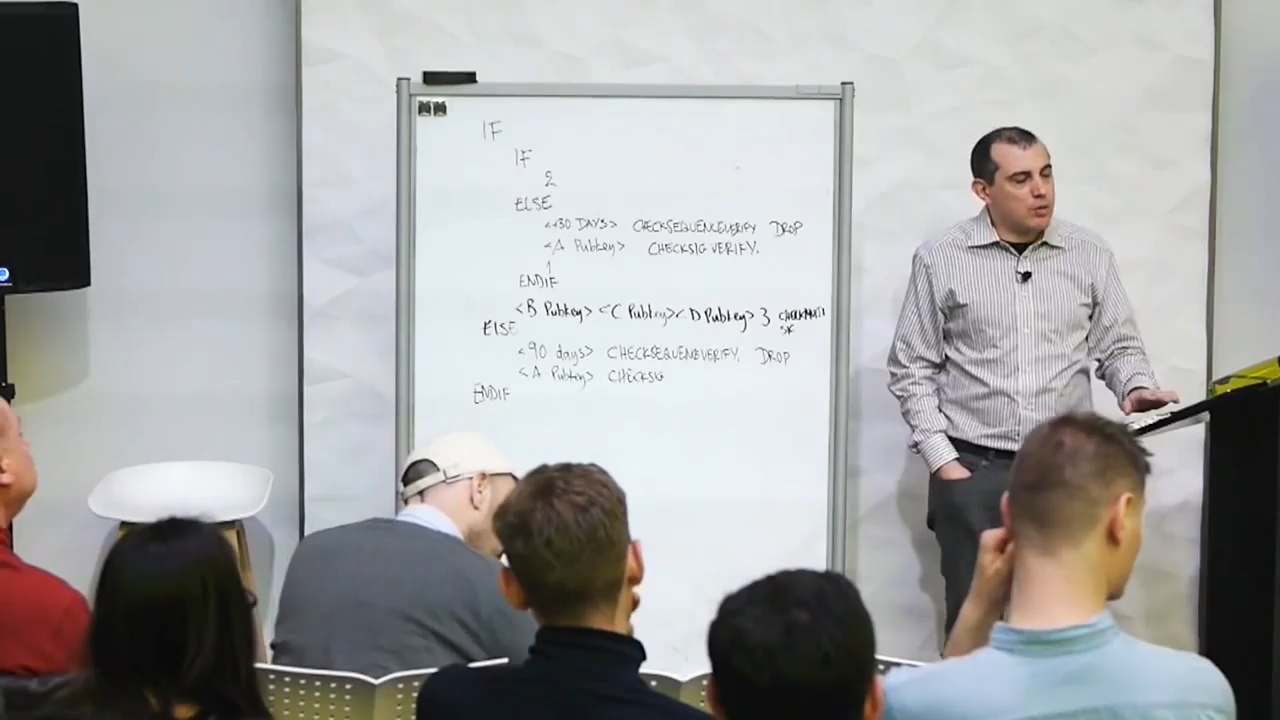 IF
IF
2
ELSE
<30 DAYS> CHECKSEQUENCEVERIFY DROP
<A Pubkey> CHECKSIG VERIFY.
1
ENDIF
<B Pubkey> <C Pubkey> <D Pubkey> 3
ELSE
<90 days> CHECKSEQUENCEVERIFY. DROP
<A Pubkey> CHECKSIG
ENDIF